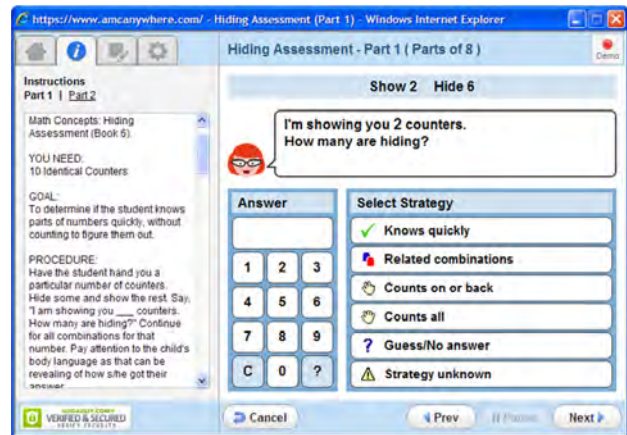 https://www.amcanywhere.com/ - Hiding Assessment (Part 1) - Windows Internet Explorer
Hiding Assessment - Part 1 ( Parts of 8 )
Demo
Instructions
Part 1 | Part 2
Math Concepts: Hiding
Assessment (Book 6)
YOU NEED:
10 Identical Counters
GOAL:
To determine if the student knows
parts of numbers quickly, without
counting to figure them out.
PROCEDURE:
Have the student hand you a
particular number of counters.
Hide some and show the rest. Say,
"I am showing you ___ counters.
How many are hiding?" Continue
for all combinations for that
number. Pay attention to the child's
body language as that can be
revealing of how s/he got their
answer
VERIFIED & SECURED
VERIFY SECURITY
Show 2 Hide 6
I'm showing you 2 counters.
How many are hiding?
Answer
1 2 3
4 5 6
7 8 9
C 0 ?
Select Strategy
Knows quickly
Related combinations
Counts on or back
Counts all
? Guess/No answer
Strategy unknown
Cancel
Prev
Pause
Next